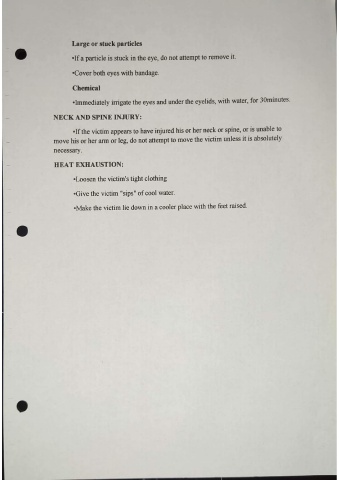 Large or stuck particles
•If a particle is stuck in the eye, do not attempt to remove it.
•Cover both eyes with bandage.
Chemical
•Immediately irrigate the eyes and under the eyelids, with water, for 30minutes.
NECK AND SPINE INJURY:
•If the victim appears to have injured his or her neck or spine, or is unable to
move his or her arm or leg, do not attempt to move the victim unless it is absolutely
necessary.
HEAT EXHAUSTION:
•Loosen the victim's tight clothing
•Give the victim "sips" of cool water.
•Make the victim lie down in a cooler place with the feet raised.